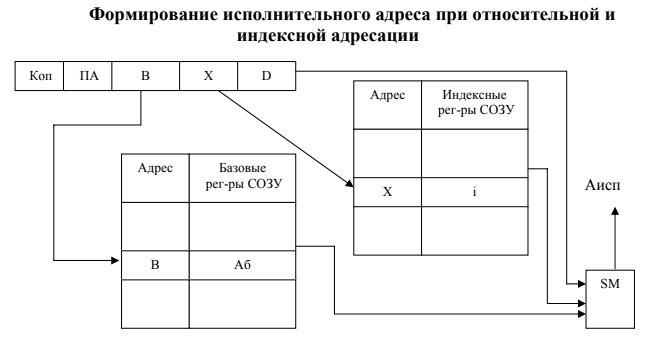 Формирование исполнительного адреса при относительной и
индексной адресации
Коп ПА B X D
Адрес Индексные
рег-ры СОЗУ
X i
Адрес Базовые
рег-ры СОЗУ
B Aб
Аисп
SM